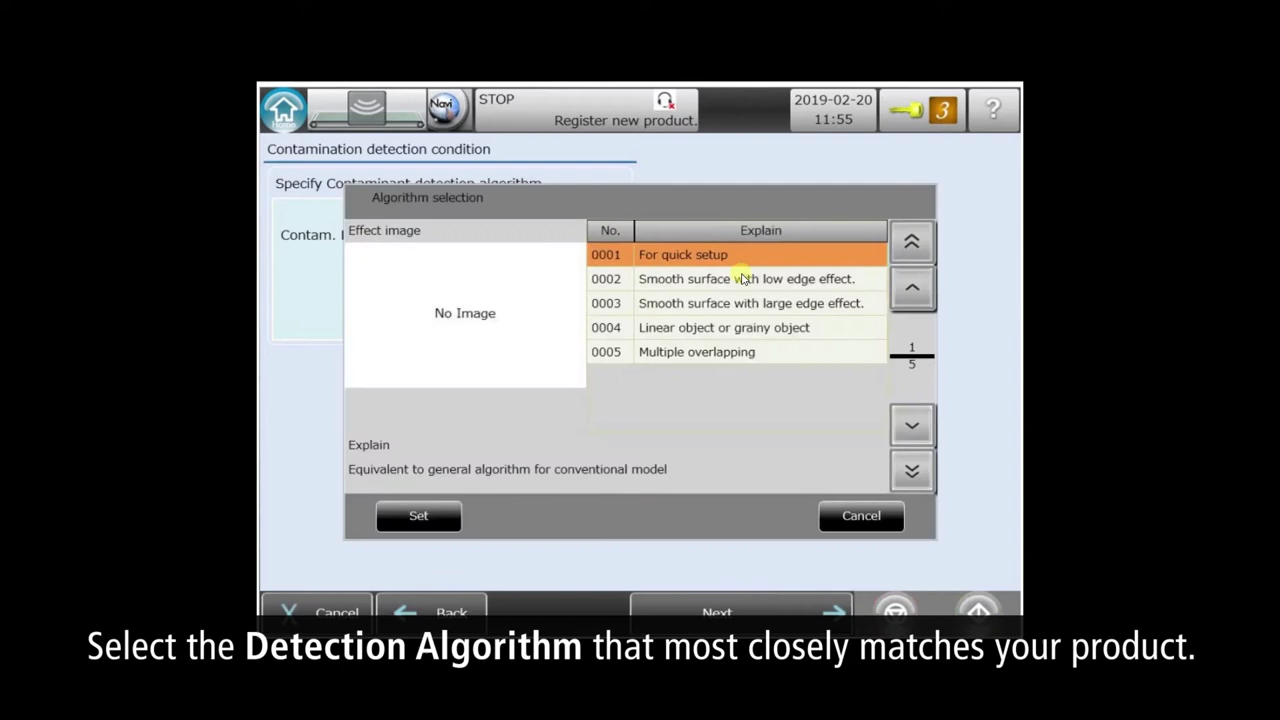 Home
Navi
STOP
Register new product.
2019-02-20
11:55
3
?
Contamination detection condition
Specify Contaminant detection algorithm
Contam.
Algorithm selection
Effect image
No Image
No. Explain
0001 For quick setup
0002 Smooth surface with low edge effect.
0003 Smooth surface with large edge effect.
0004 Linear object or grainy object
0005 Multiple overlapping
1
5
Explain
Equivalent to general algorithm for conventional model
Set
Cancel
Cancel
Back
Next
Select the Detection Algorithm that most closely matches your product.